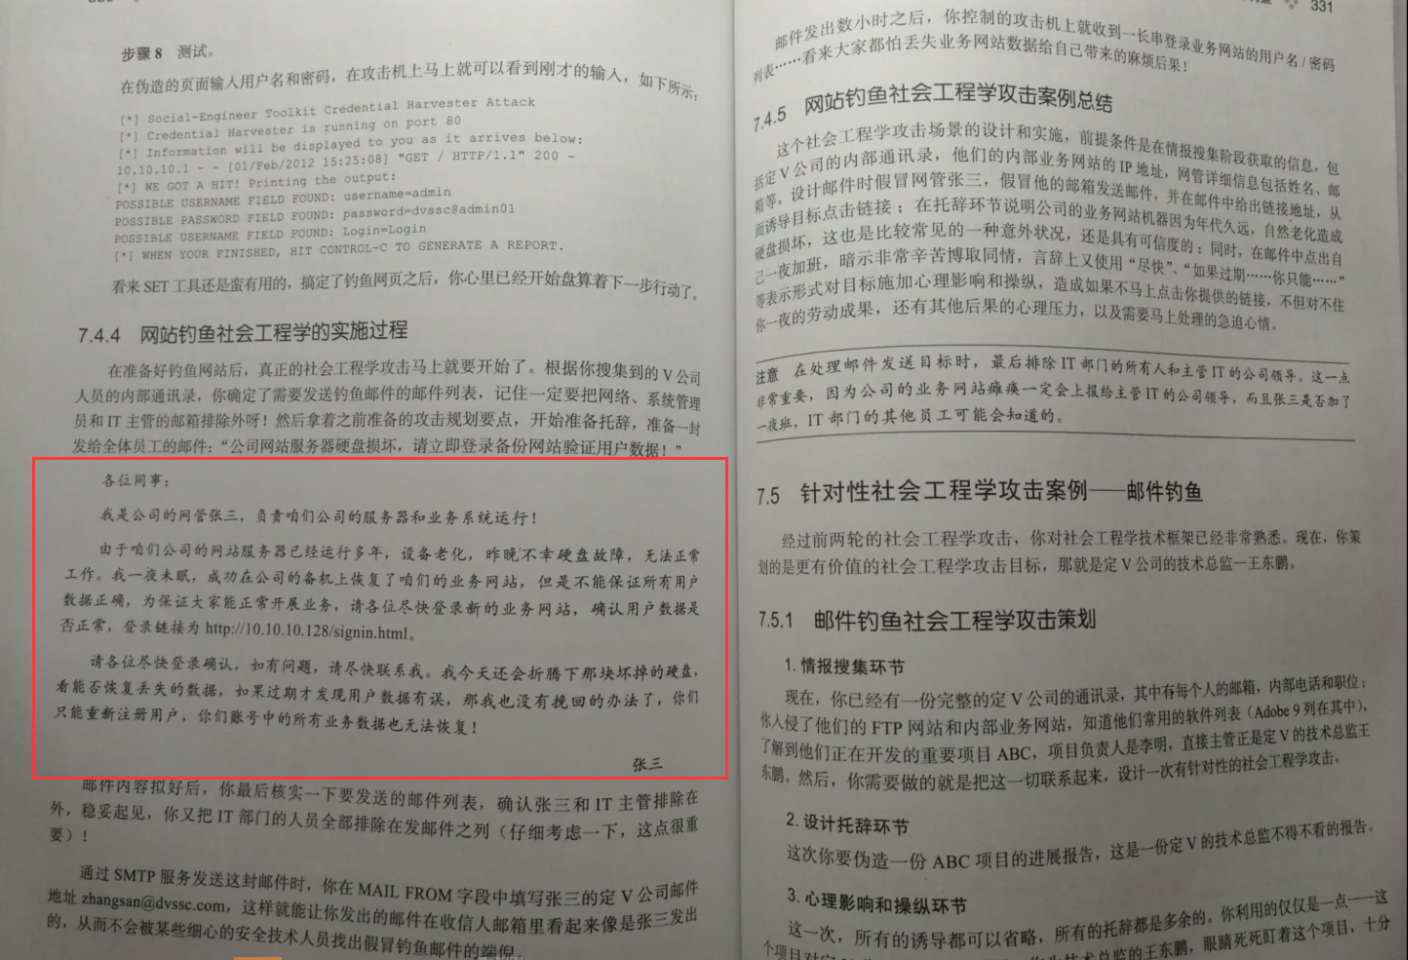 步骤 8 测试。
在伪造的页面输入用户名和密码，在攻击机上马上就可以看到刚才的输入，如下所示：
[*] Social-Engineer Toolkit Credential Harvester Attack
[*] Credential Harvester is running on port 80
[*] Information will be displayed to you as it arrives below:
10.10.10.1 - - [01/Feb/2012 15:25:08] "GET / HTTP/1.1" 200 -
[*] WE GOT A HIT! Printing the output:
POSSIBLE USERNAME FIELD FOUND: username=admin
POSSIBLE PASSWORD FIELD FOUND: password=dvssc@admin01
POSSIBLE USERNAME FIELD FOUND: Login=Login
[*] WHEN YOUR FINISHED, HIT CONTROL-C TO GENERATE A REPORT.
看来 SET 工具还是蛮有用的，搞定了钓鱼网页之后，你心里已经开始盘算着下一步行动了。
7.4.4 网站钓鱼社会工程学的实施过程
在准备好钓鱼网站后，真正的社会工程学攻击马上就要开始了。根据你搜集到的 V 公司
人员的内部通讯录，你确定了需要发送钓鱼邮件的邮件列表，记住一定要把网络、系统管理
员和 IT 主管的邮箱排除外呀！然后拿着之前准备的攻击规划要点，开始准备托辞，准备一封
发给全体员工的邮件：“公司网站服务器硬盘损坏，请立即登录备份网站验证用户数据！”
各位同事：
我是公司的网管张三，负责咱们公司的服务器和业务系统运行！
由于咱们公司的网站服务器已经运行多年，设备老化，昨晚不幸硬盘故障，无法正常
工作。我一夜未眠，成功在公司的备机上恢复了咱们的业务网站，但是不能保证所有用户
数据正确，为保证大家能正常开展业务，请各位尽快登录新的业务网站，确认用户数据是
否正常，登录链接为 http://10.10.10.128/signin.html。
请各位尽快登录确认，如有问题，请尽快联系我。我今天还会折腾下那块坏掉的硬盘，
看能否恢复丢失的数据，如果过期才发现用户数据有误，那我也没有挽回的办法了，你们
只能重新注册用户，你们账号中的所有业务数据也无法恢复！
张三
邮件内容拟好后，你最后核实一下要发送的邮件列表，确认张三和 IT 主管排除在
外，稳妥起见，你又把 IT 部门的人员全部排除在发邮件之列（仔细考虑一下，这点很重
要）！
通过 SMTP 服务发送这封邮件时，你在 MAIL FROM 字段中填写张三的定 V 公司邮件
地址 zhangsan@dvssc.com，这样就能让你发出的邮件在收信人邮箱里看起来像是张三发出
的，从而不会被某些细心的安全技术人员找出假冒钓鱼邮件的端倪。
331
邮件发出数小时之后，你控制的攻击机上就收到一长串登录业务网站的用户名 / 密码
列表……看来大家都怕丢失业务网站数据给自己带来的麻烦后果！
7.4.5 网站钓鱼社会工程学攻击案例总结
这个社会工程学攻击场景的设计和实施，前提条件是在情报搜集阶段获取的信息，包
括定 V 公司的内部通讯录，他们的内部业务网站的 IP 地址，网管详细信息包括姓名、邮
箱等。设计邮件时假冒网管张三，假冒他的邮箱发送邮件，并在邮件中给出链接地址，从
而诱导目标点击链接；在托辞环节说明公司的业务网站机器因为年代久远，自然老化造成
硬盘损坏，这也是比较常见的一种意外状况，还是具有可信度的；同时，在邮件中点出自
己一夜加班，暗示非常辛苦博取同情，言辞上又使用“尽快”、“如果过期……你只能……”
等表示形式对目标施加心理影响和操纵，造成如果不马上点击你提供的链接，不但对不住
你一夜的劳动成果，还有其他后果的心理压力，以及需要马上处理的急迫心情。
注意 在处理邮件发送目标时，最后排除 IT 部门的所有人和主管 IT 的公司领导。这一点
非常重要，因为公司的业务网站瘫痪一定会上报给主管 IT 的公司领导，而且张三是否加了
一夜班，IT 部门的其他员工可能会知道的。
7.5 针对性社会工程学攻击案例——邮件钓鱼
经过前两轮的社会工程学攻击，你对社会工程学技术框架已经非常熟悉。现在，你策
划的是更有价值的社会工程学攻击目标，那就是定 V 公司的技术总监—王东鹏。
7.5.1 邮件钓鱼社会工程学攻击策划
1. 情报搜集环节
现在，你已经有一份完整的定 V 公司的通讯录，其中有每个人的邮箱，内部电话和职位；
你入侵了他们的 FTP 网站和内部业务网站，知道他们常用的软件列表（Adobe 9 列在其中），
了解到他们正在开发的重要项目 ABC，项目负责人是李明，直接主管正是定 V 的技术总监王
东鹏。然后，你需要做的就是把这一切联系起来，设计一次有针对性的社会工程学攻击。
2. 设计托辞环节
这次你要伪造一份 ABC 项目的进展报告，这是一份定 V 的技术总监不得不看的报告。
3. 心理影响和操纵环节
这一次，所有的诱导都可以省略，所有的托辞都是多余的。你利用的仅仅是一点——这
的王东鹏，眼睛死死盯着这个项目，十分